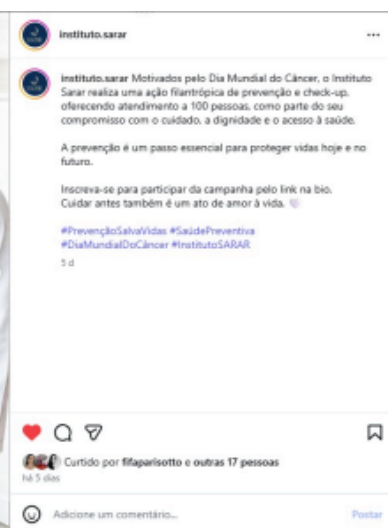 instituto.sarar
instituto.sarar Motivados pelo Dia Mundial do Câncer, o Instituto
Sarar realiza uma ação filantrópica de prevenção e check-up,
oferecendo atendimento a 100 pessoas, como parte do seu
compromisso com o cuidado, a dignidade e o acesso à saúde.
A prevenção é um passo essencial para proteger vidas hoje e no
futuro.
Inscreva-se para participar da campanha pelo link na bio.
Cuidar antes também é um ato de amor à vida.
#PrevençãoSalvaVidas #SaúdePreventiva
#DiaMundialDoCâncer #InstitutoSARAR
5 d
Curtido por fifaparisotto e outras 17 pessoas
há 5 dias
Adicione um comentário...
Postar